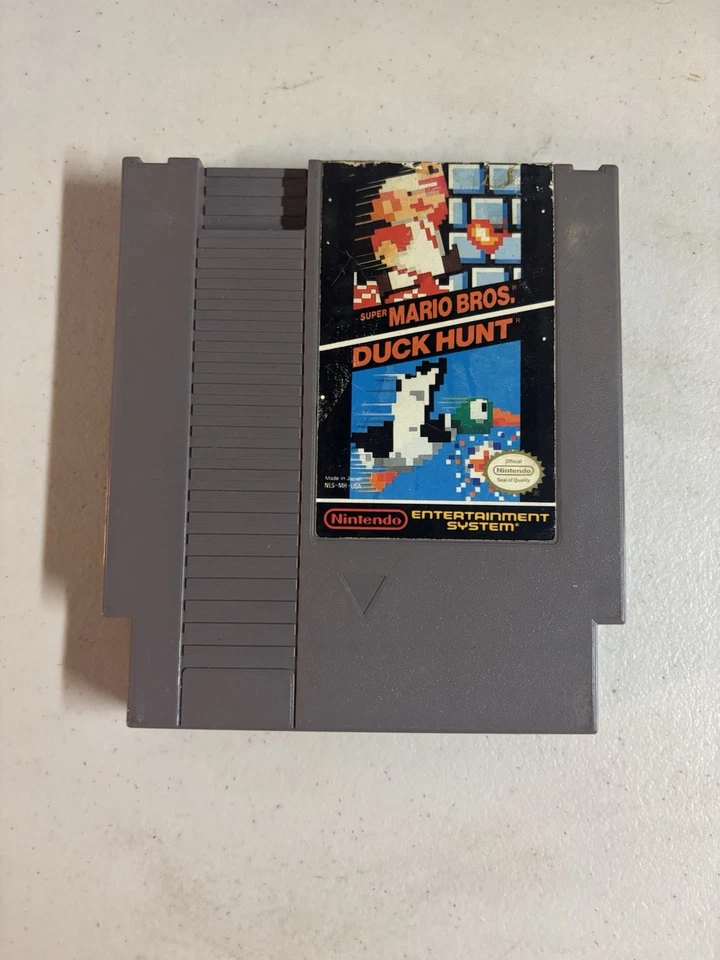 SUPER MARIO BROS.®
DUCK HUNT®
Made in Japan
NES-MH-USA
Official
Nintendo
Seal of Quality
Nintendo ENTERTAINMENT
SYSTEM®